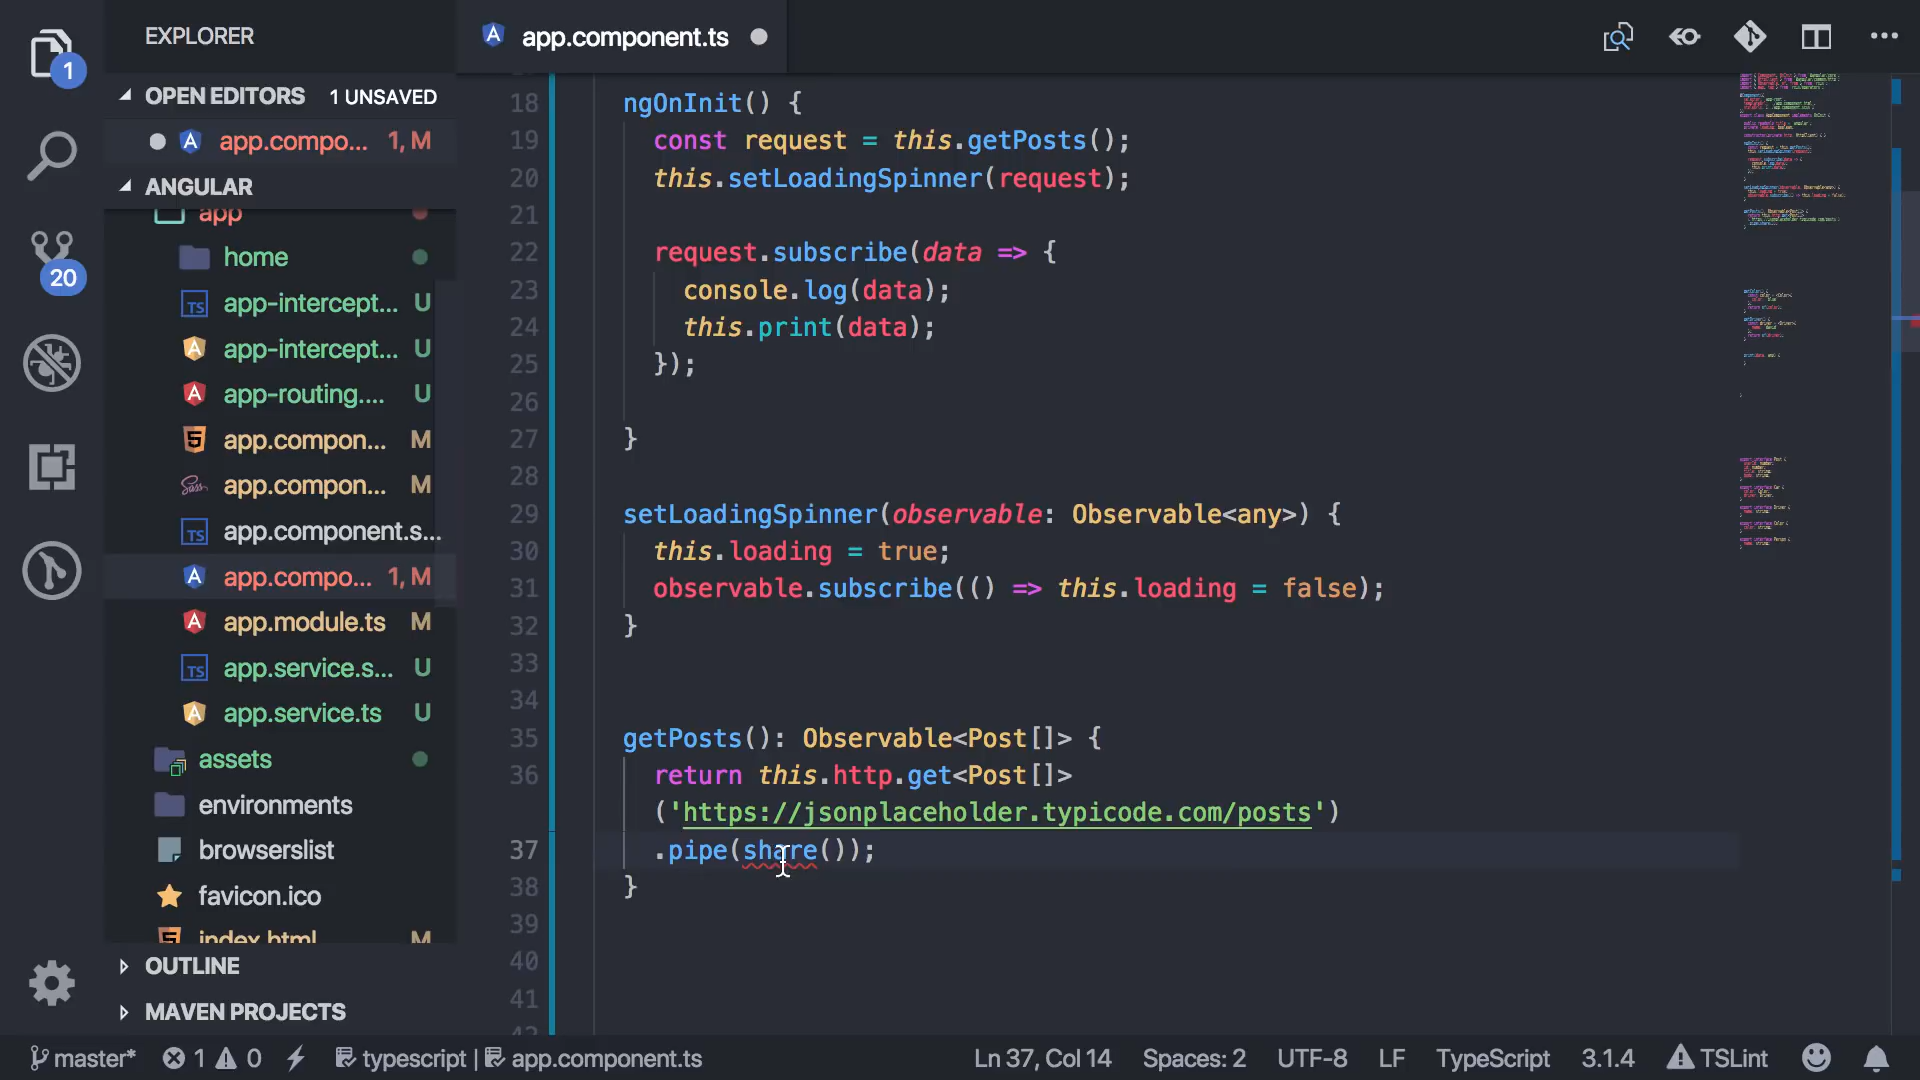 EXPLORER
app.component.ts
1
OPEN EDITORS 1 UNSAVED
app.compo... 1, M
ANGULAR
app
home
app-intercept... U
app-intercept... U
app-routing.... U
app.compon... M
app.compon... M
app.component.s...
app.compo... 1, M
app.module.ts M
app.service.s... U
app.service.ts U
assets
environments
browserslist
favicon.ico
index.html M
OUTLINE
MAVEN PROJECTS
20
18 ngOnInit() {
19 const request = this.getPosts();
20 this.setLoadingSpinner(request);
21
22 request.subscribe(data => {
23 console.log(data);
24 this.print(data);
25 });
26
27 }
28
29 setLoadingSpinner(observable: Observable<any>) {
30 this.loading = true;
31 observable.subscribe(() => this.loading = false);
32 }
33
34
35 getPosts(): Observable<Post[]> {
36 return this.http.get<Post[]>
('https://jsonplaceholder.typicode.com/posts')
37 .pipe(share());
38 }
39
40
41
master* 1 0 typescript | app.component.ts Ln 37, Col 14 Spaces: 2 UTF-8 LF TypeScript 3.1.4 TSLint